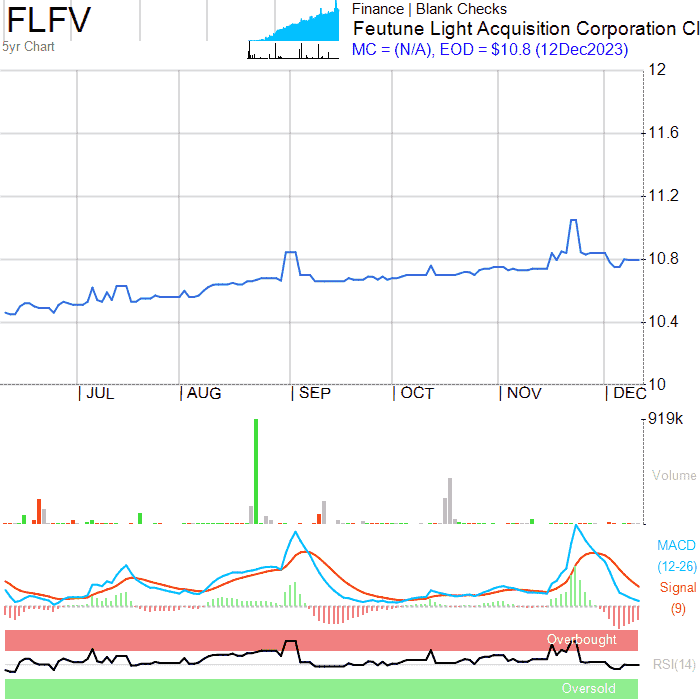 FLFV
5yr Chart
Finance | Blank Checks
Feutune Light Acquisition Corporation Cl
MC = (N/A), EOD = $10.8 (12Dec2023)
12
11.6
11.2
10.8
10.4
10
| JUL | AUG | SEP | OCT | NOV | DEC
919k
Volume
MACD
(12-26)
Signal
(9)
Overbought
RSI(14)
Oversold